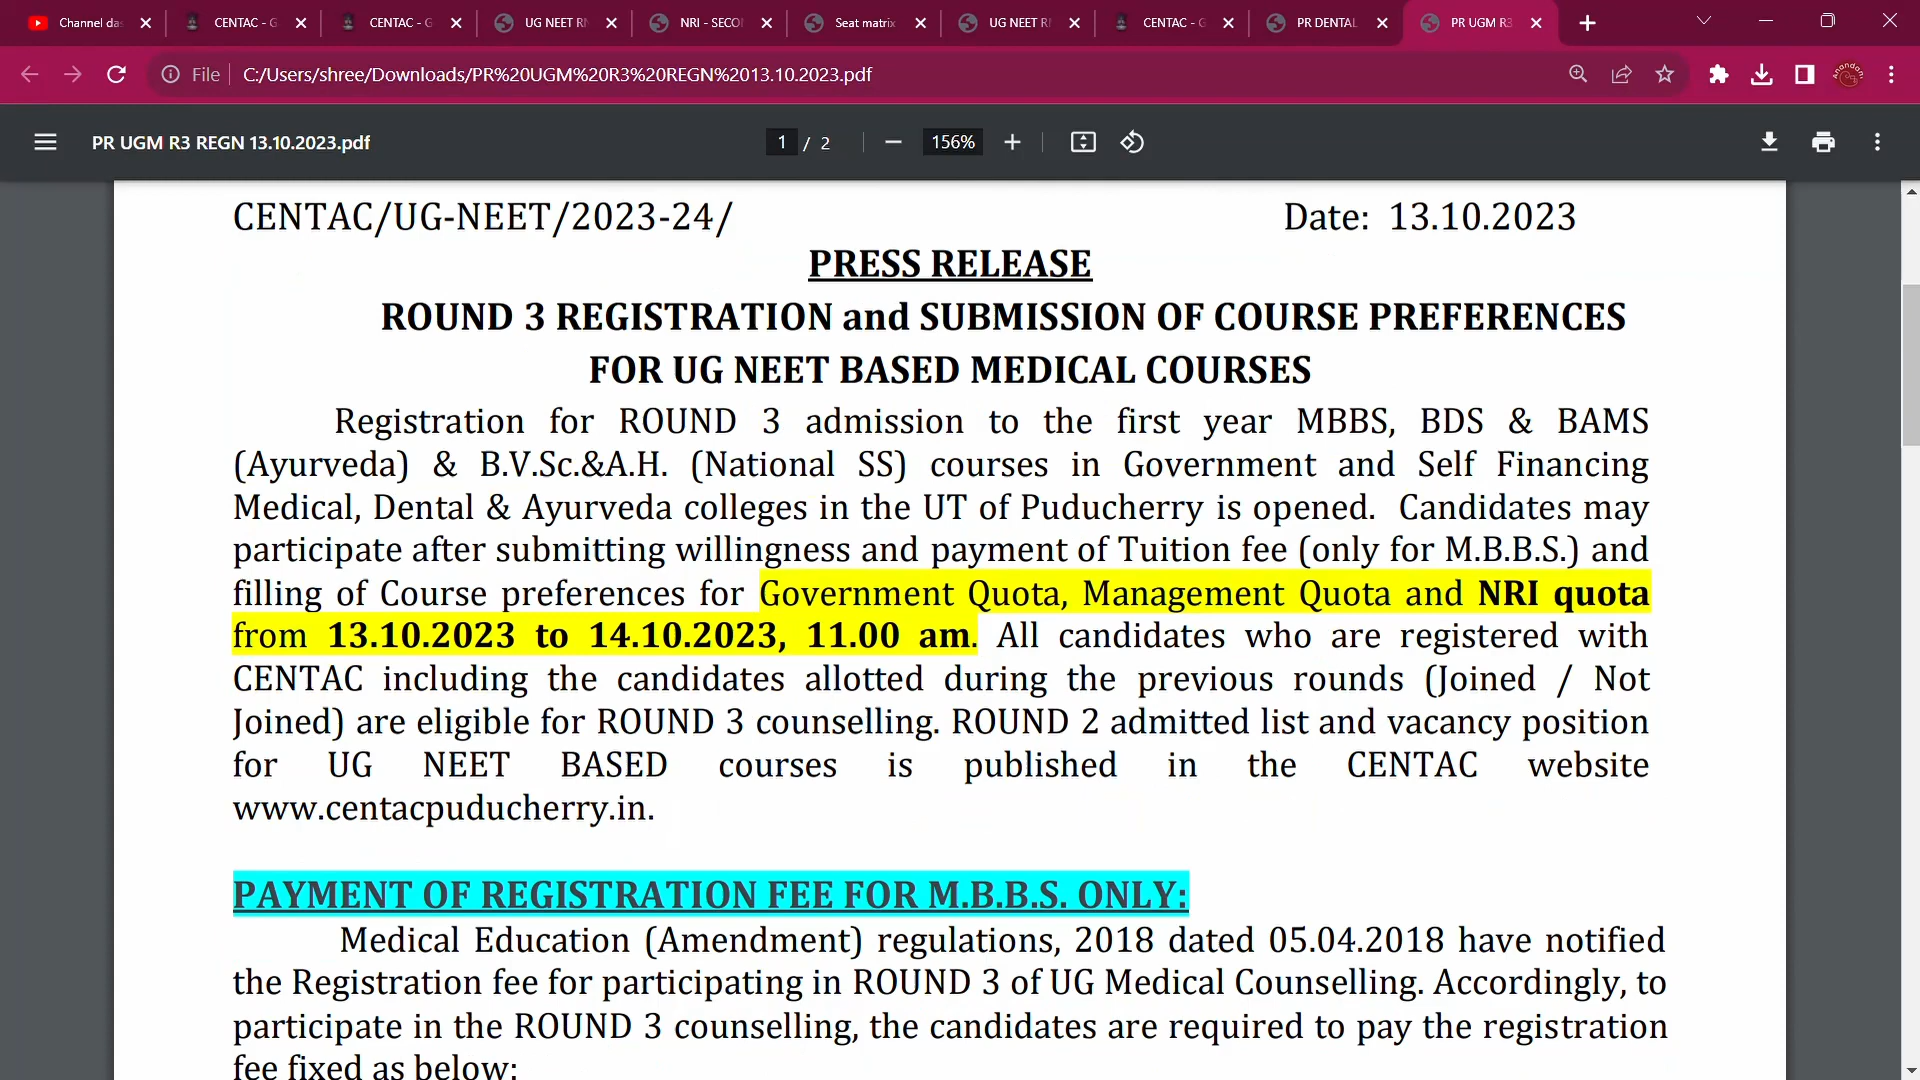 Channel da
CENTAC - G
CENTAC - G
UG NEET R
NRI - SECO
Seat matrix
UG NEET R
CENTAC - G
PR DENTAL
PR UGM R3
File
C:/Users/shree/Downloads/PR%20UGM%20R3%20REGN%2013.10.2023.pdf
Anandam
PR UGM R3 REGN 13.10.2023.pdf
1 / 2
156%
CENTAC/UG-NEET/2023-24/ Date: 13.10.2023
PRESS RELEASE
ROUND 3 REGISTRATION and SUBMISSION OF COURSE PREFERENCES
FOR UG NEET BASED MEDICAL COURSES
Registration for ROUND 3 admission to the first year MBBS, BDS & BAMS
(Ayurveda) & B.V.Sc.&A.H. (National SS) courses in Government and Self Financing
Medical, Dental & Ayurveda colleges in the UT of Puducherry is opened. Candidates may
participate after submitting willingness and payment of Tuition fee (only for M.B.B.S.) and
filling of Course preferences for Government Quota, Management Quota and NRI quota
from 13.10.2023 to 14.10.2023, 11.00 am. All candidates who are registered with
CENTAC including the candidates allotted during the previous rounds (Joined / Not
Joined) are eligible for ROUND 3 counselling. ROUND 2 admitted list and vacancy position
for UG NEET BASED courses is published in the CENTAC website
www.centacpuducherry.in.
PAYMENT OF REGISTRATION FEE FOR M.B.B.S. ONLY:
Medical Education (Amendment) regulations, 2018 dated 05.04.2018 have notified
the Registration fee for participating in ROUND 3 of UG Medical Counselling. Accordingly, to
participate in the ROUND 3 counselling, the candidates are required to pay the registration
fee fixed as below: